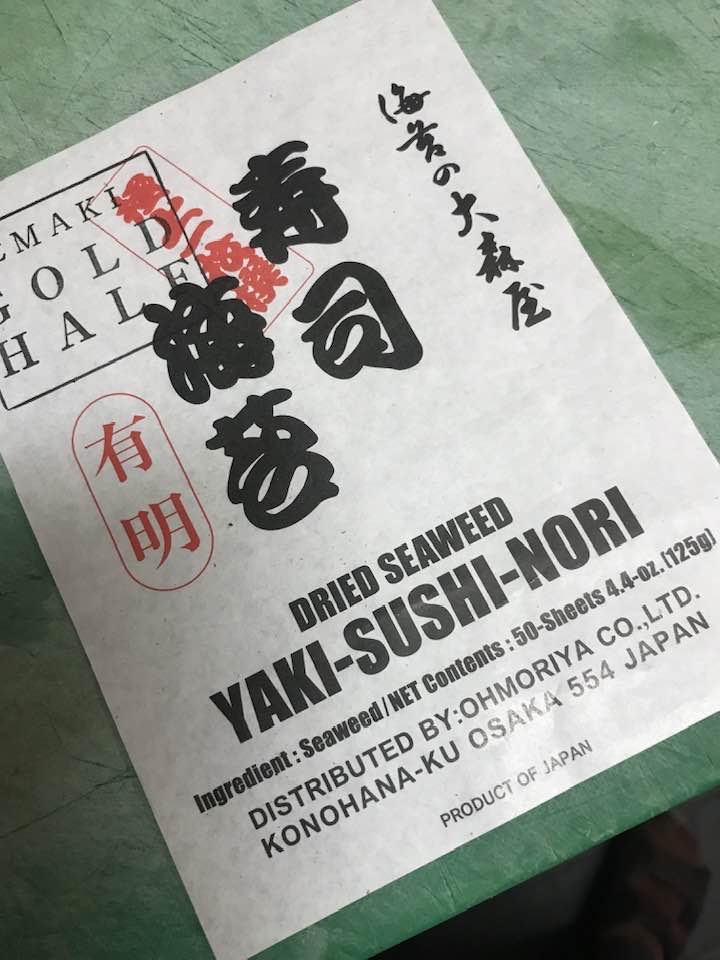 海苔の大森屋
寿司
海苔
EMAKI
GOLD
HALF
有明
DRIED SEAWEED
YAKI-SUSHI-NORI
Ingredient : Seaweed/NET Contents : 50-Sheets 4.4-oz.(125g)
DISTRIBUTED BY:OHMORIYA CO.,LTD.
KONOHANA-KU OSAKA 554 JAPAN
PRODUCT OF JAPAN